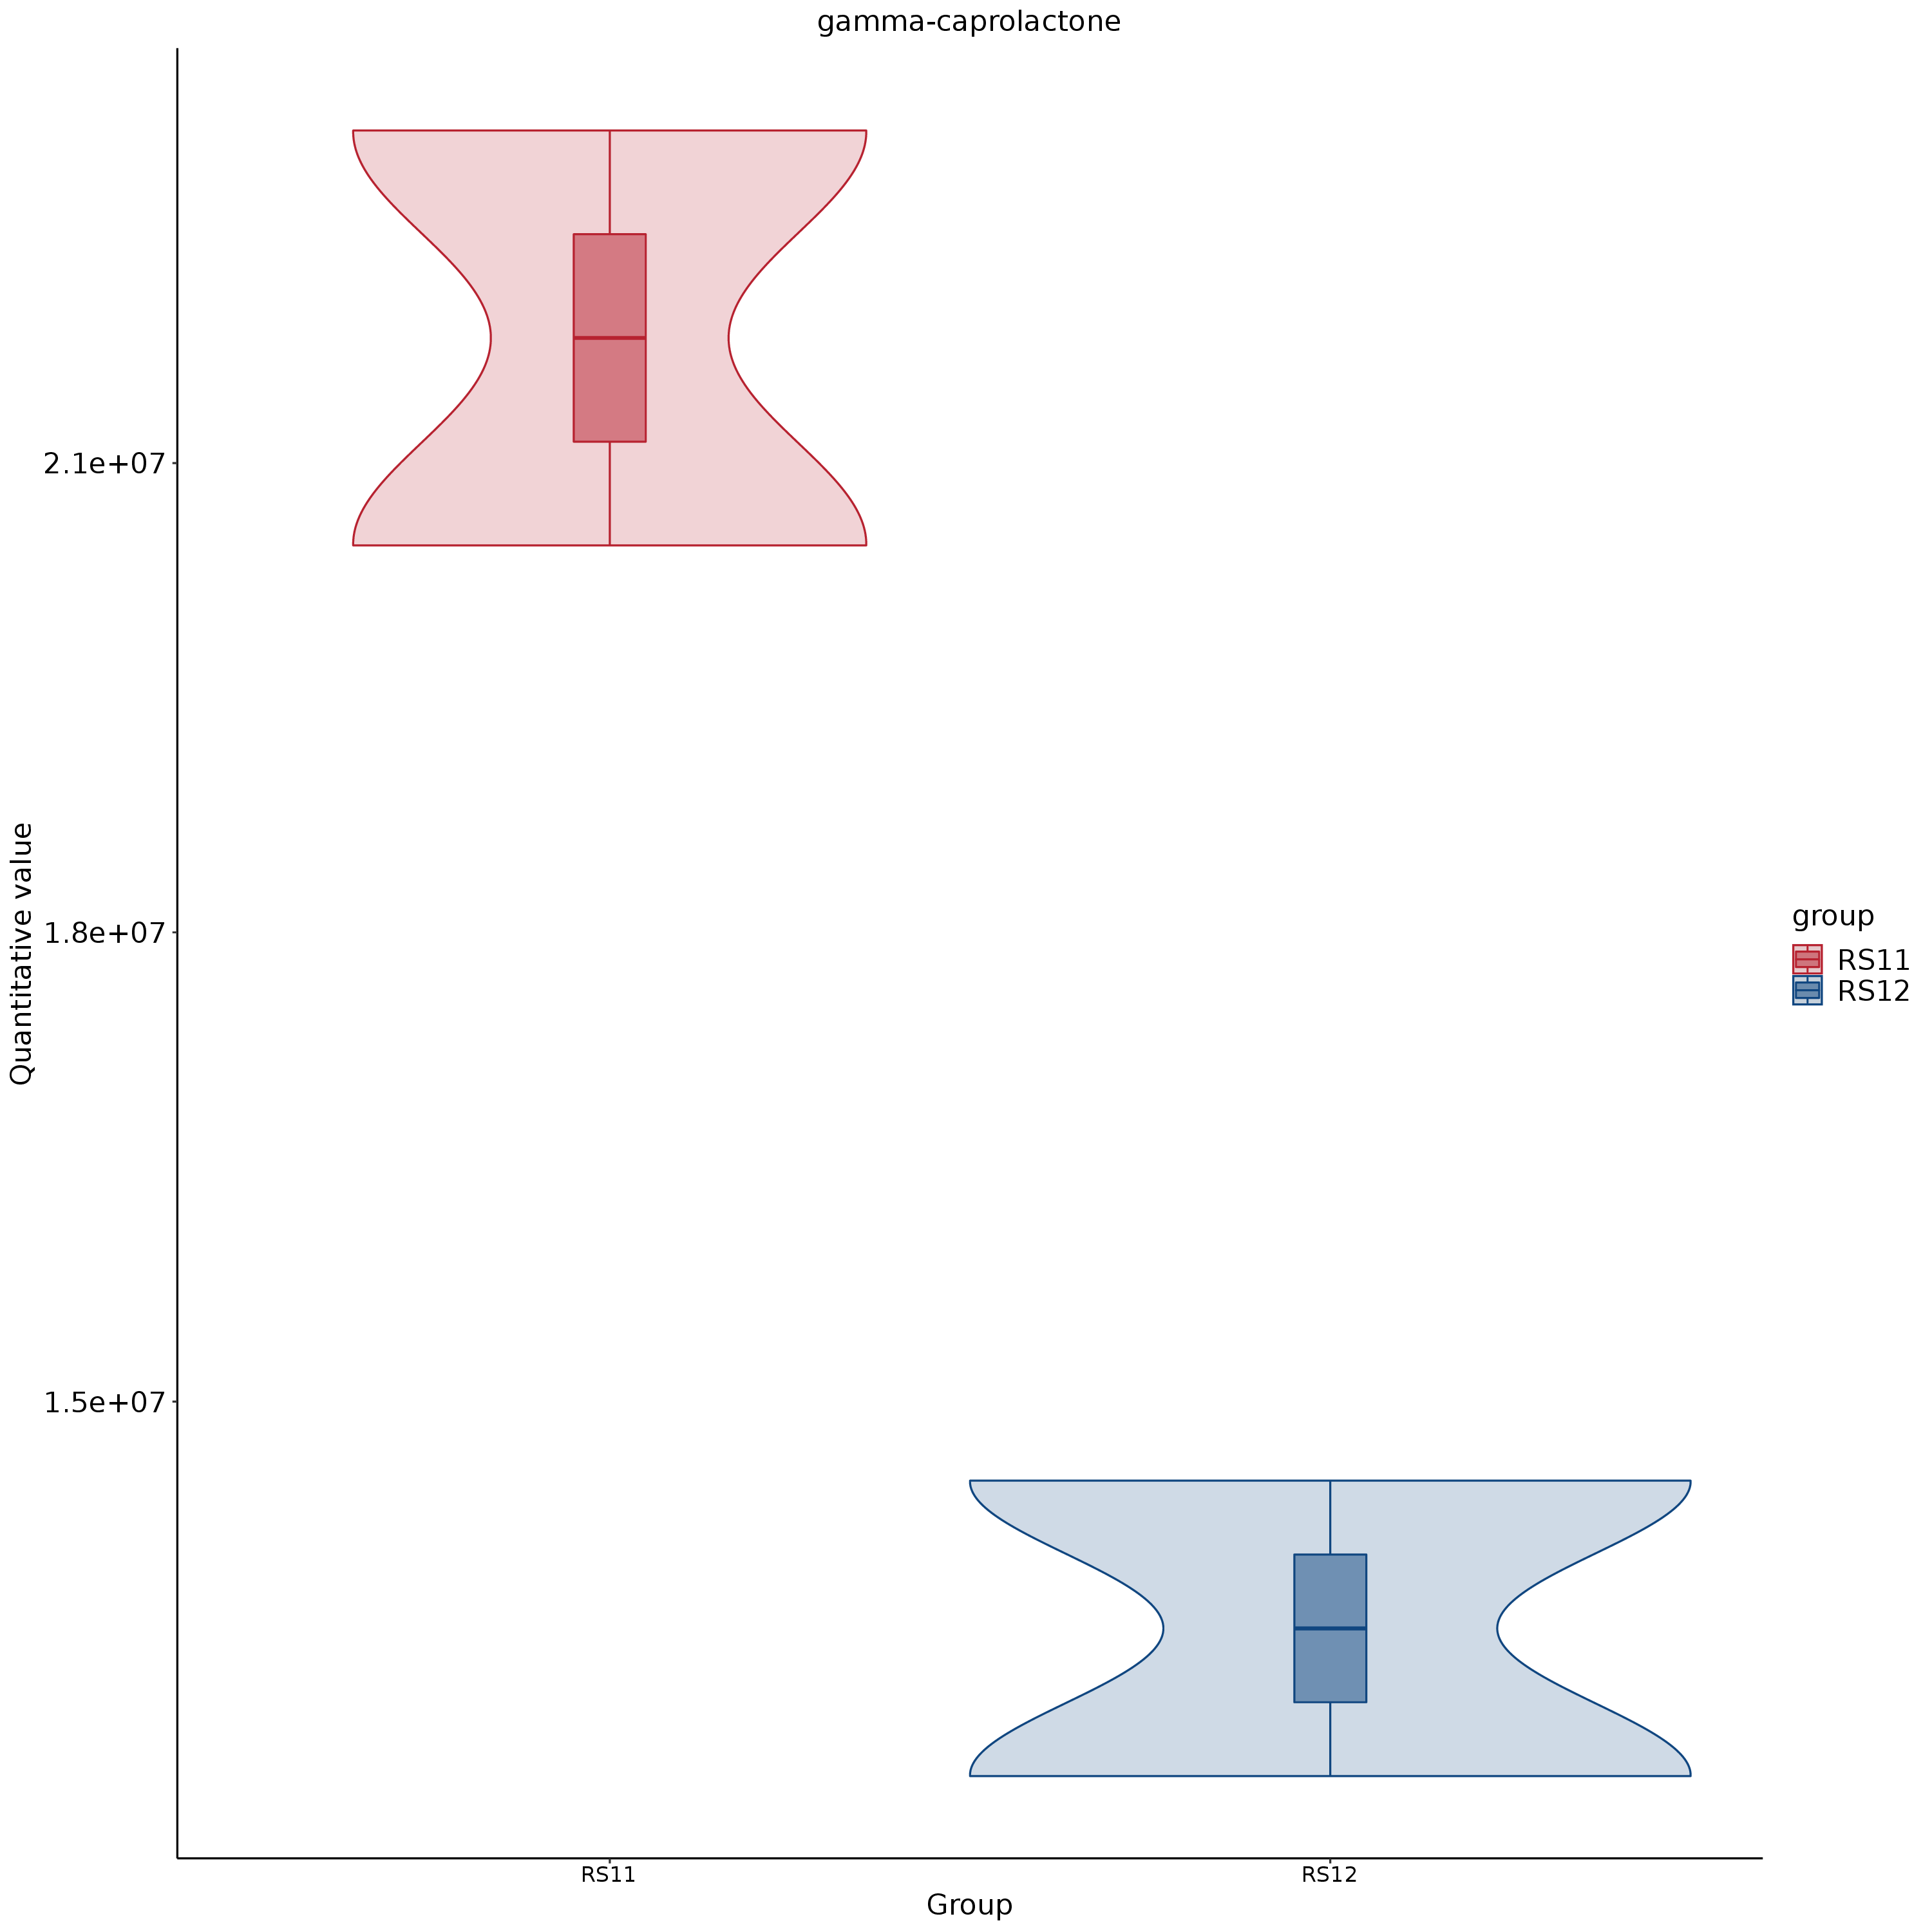 gamma-caprolactone
2.1e+07
1.8e+07
1.5e+07
Quantitative value
RS11
RS12
Group
group
RS11
RS12